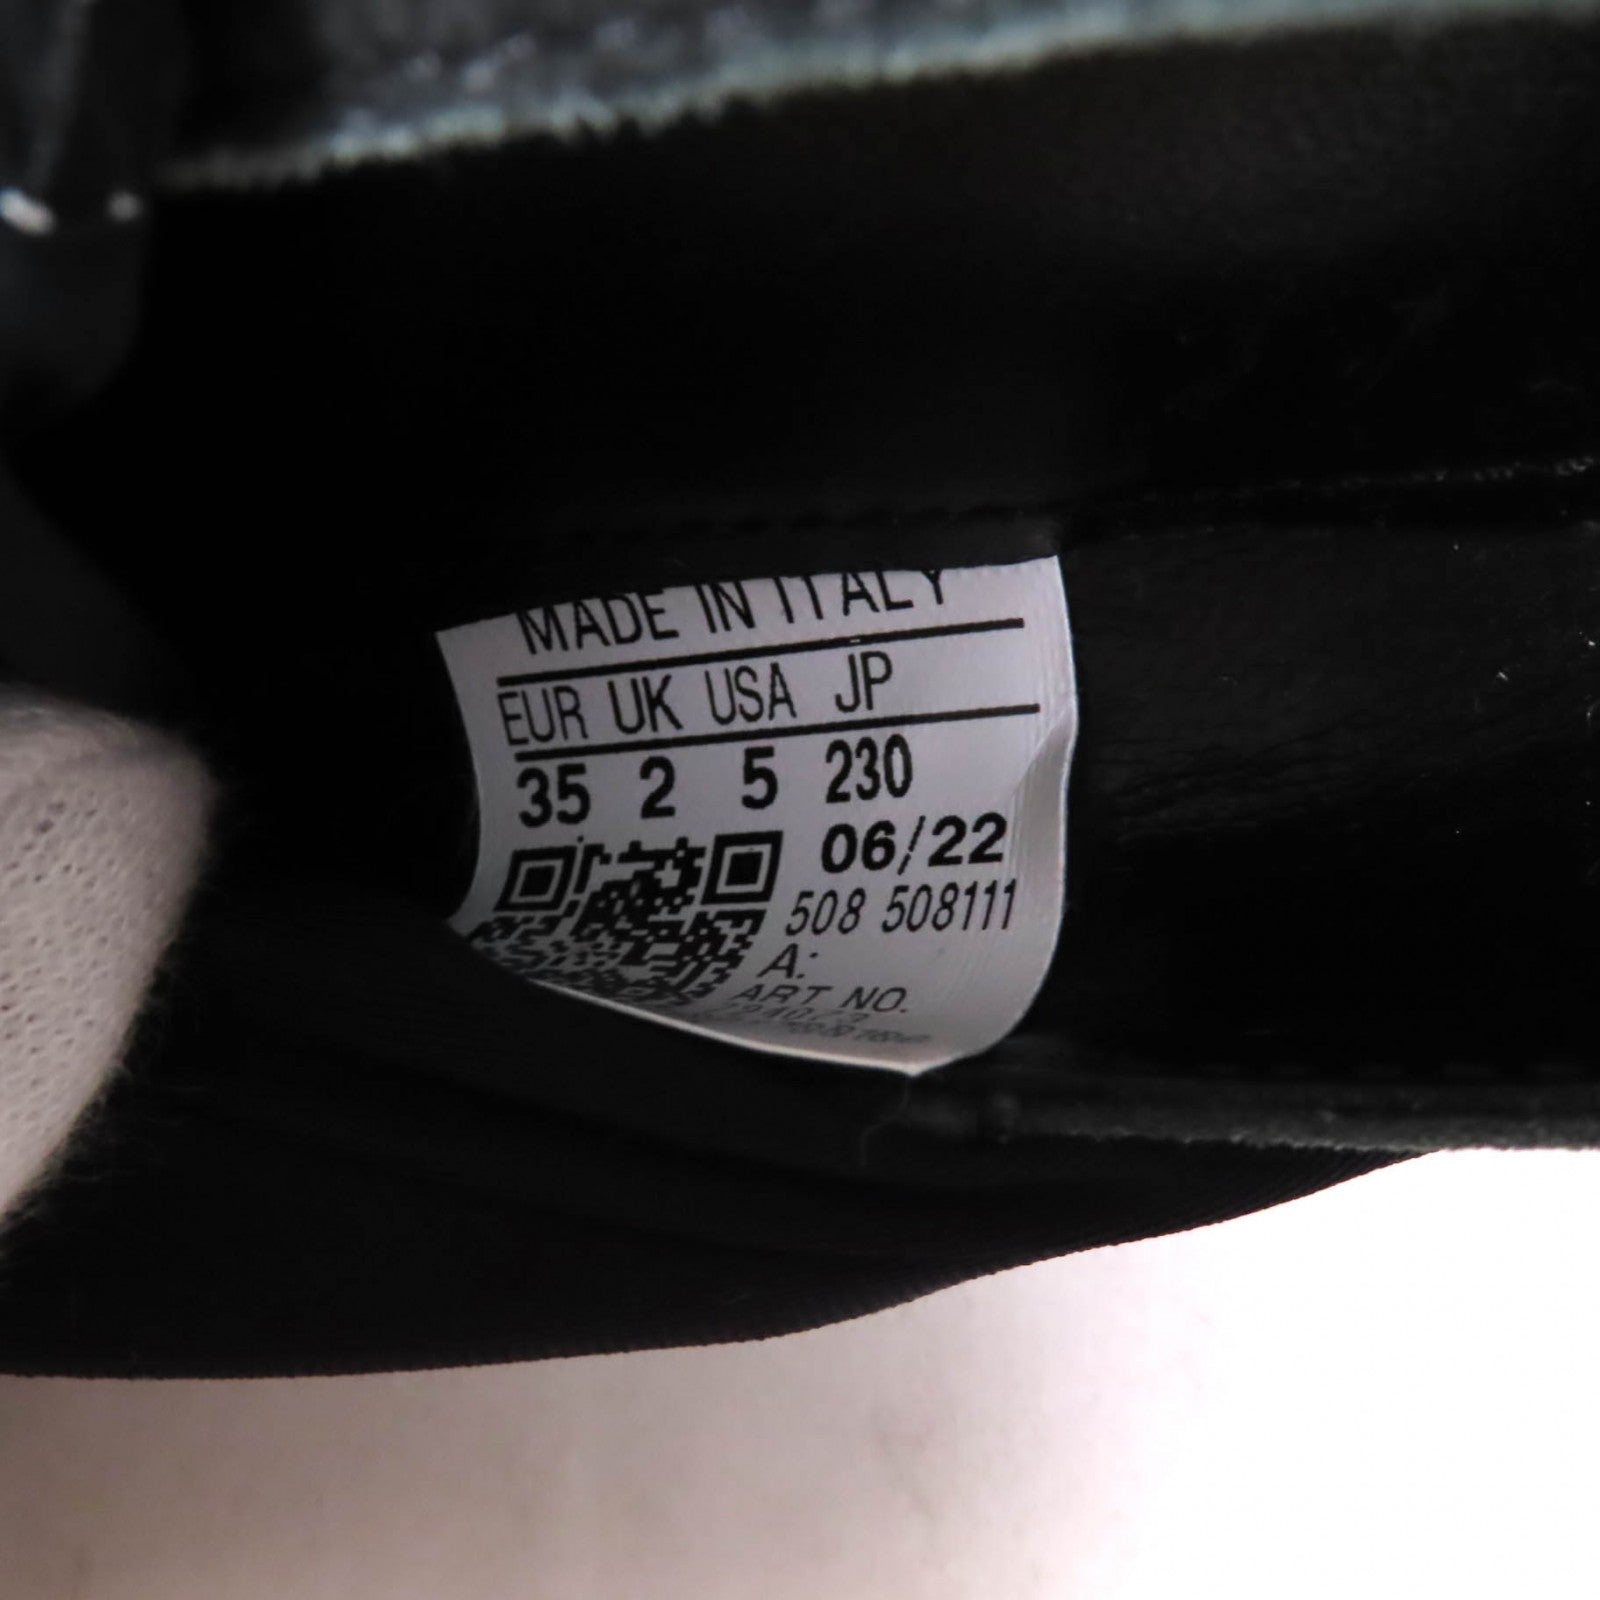 MADE IN ITALY
EUR UK USA JP
35 2 5 230
06/22
508 508111
A:
ART NO.